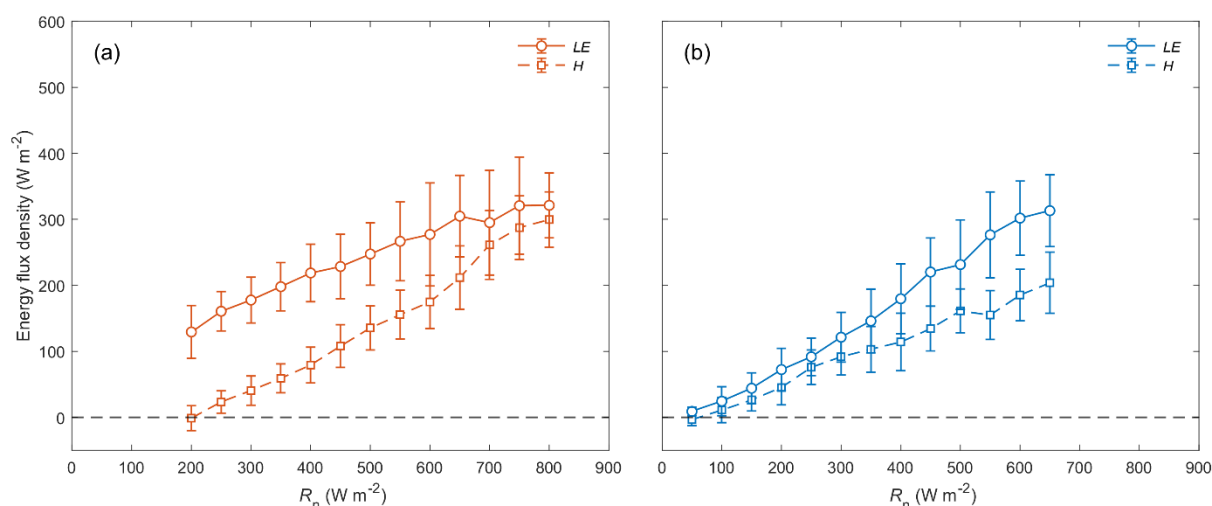 600
500
400
300
200
100
0
Energy flux density (W m-2)
(a)
LE
H
0 100 200 300 400 500 600 700 800 900
Rn (W m-2)
(b)
LE
H
100 200 300 400 500 600 700 800 900
Rn (W m-2)